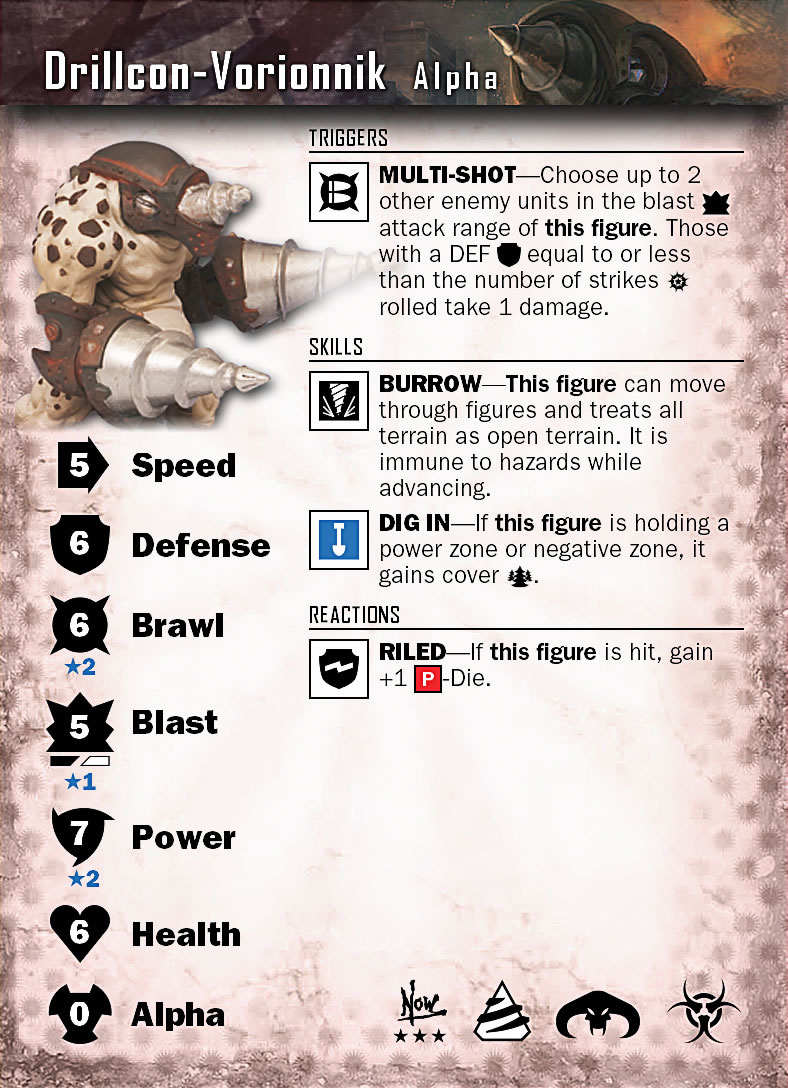 Drillcon-Vorionnik Alpha
TRIGGERS
MULTI-SHOT—Choose up to 2
other enemy units in the blast
attack range of this figure. Those
with a DEF equal to or less
than the number of strikes
rolled take 1 damage.
SKILLS
BURROW—This figure can move
through figures and treats all
terrain as open terrain. It is
immune to hazards while
advancing.
DIG IN—If this figure is holding a
power zone or negative zone, it
gains cover .
REACTIONS
RILED—If this figure is hit, gain
+1 P-Die.
5 Speed
6 Defense
6 Brawl
★2
5 Blast
★1
7 Power
★2
6 Health
0 Alpha
Now
★★★